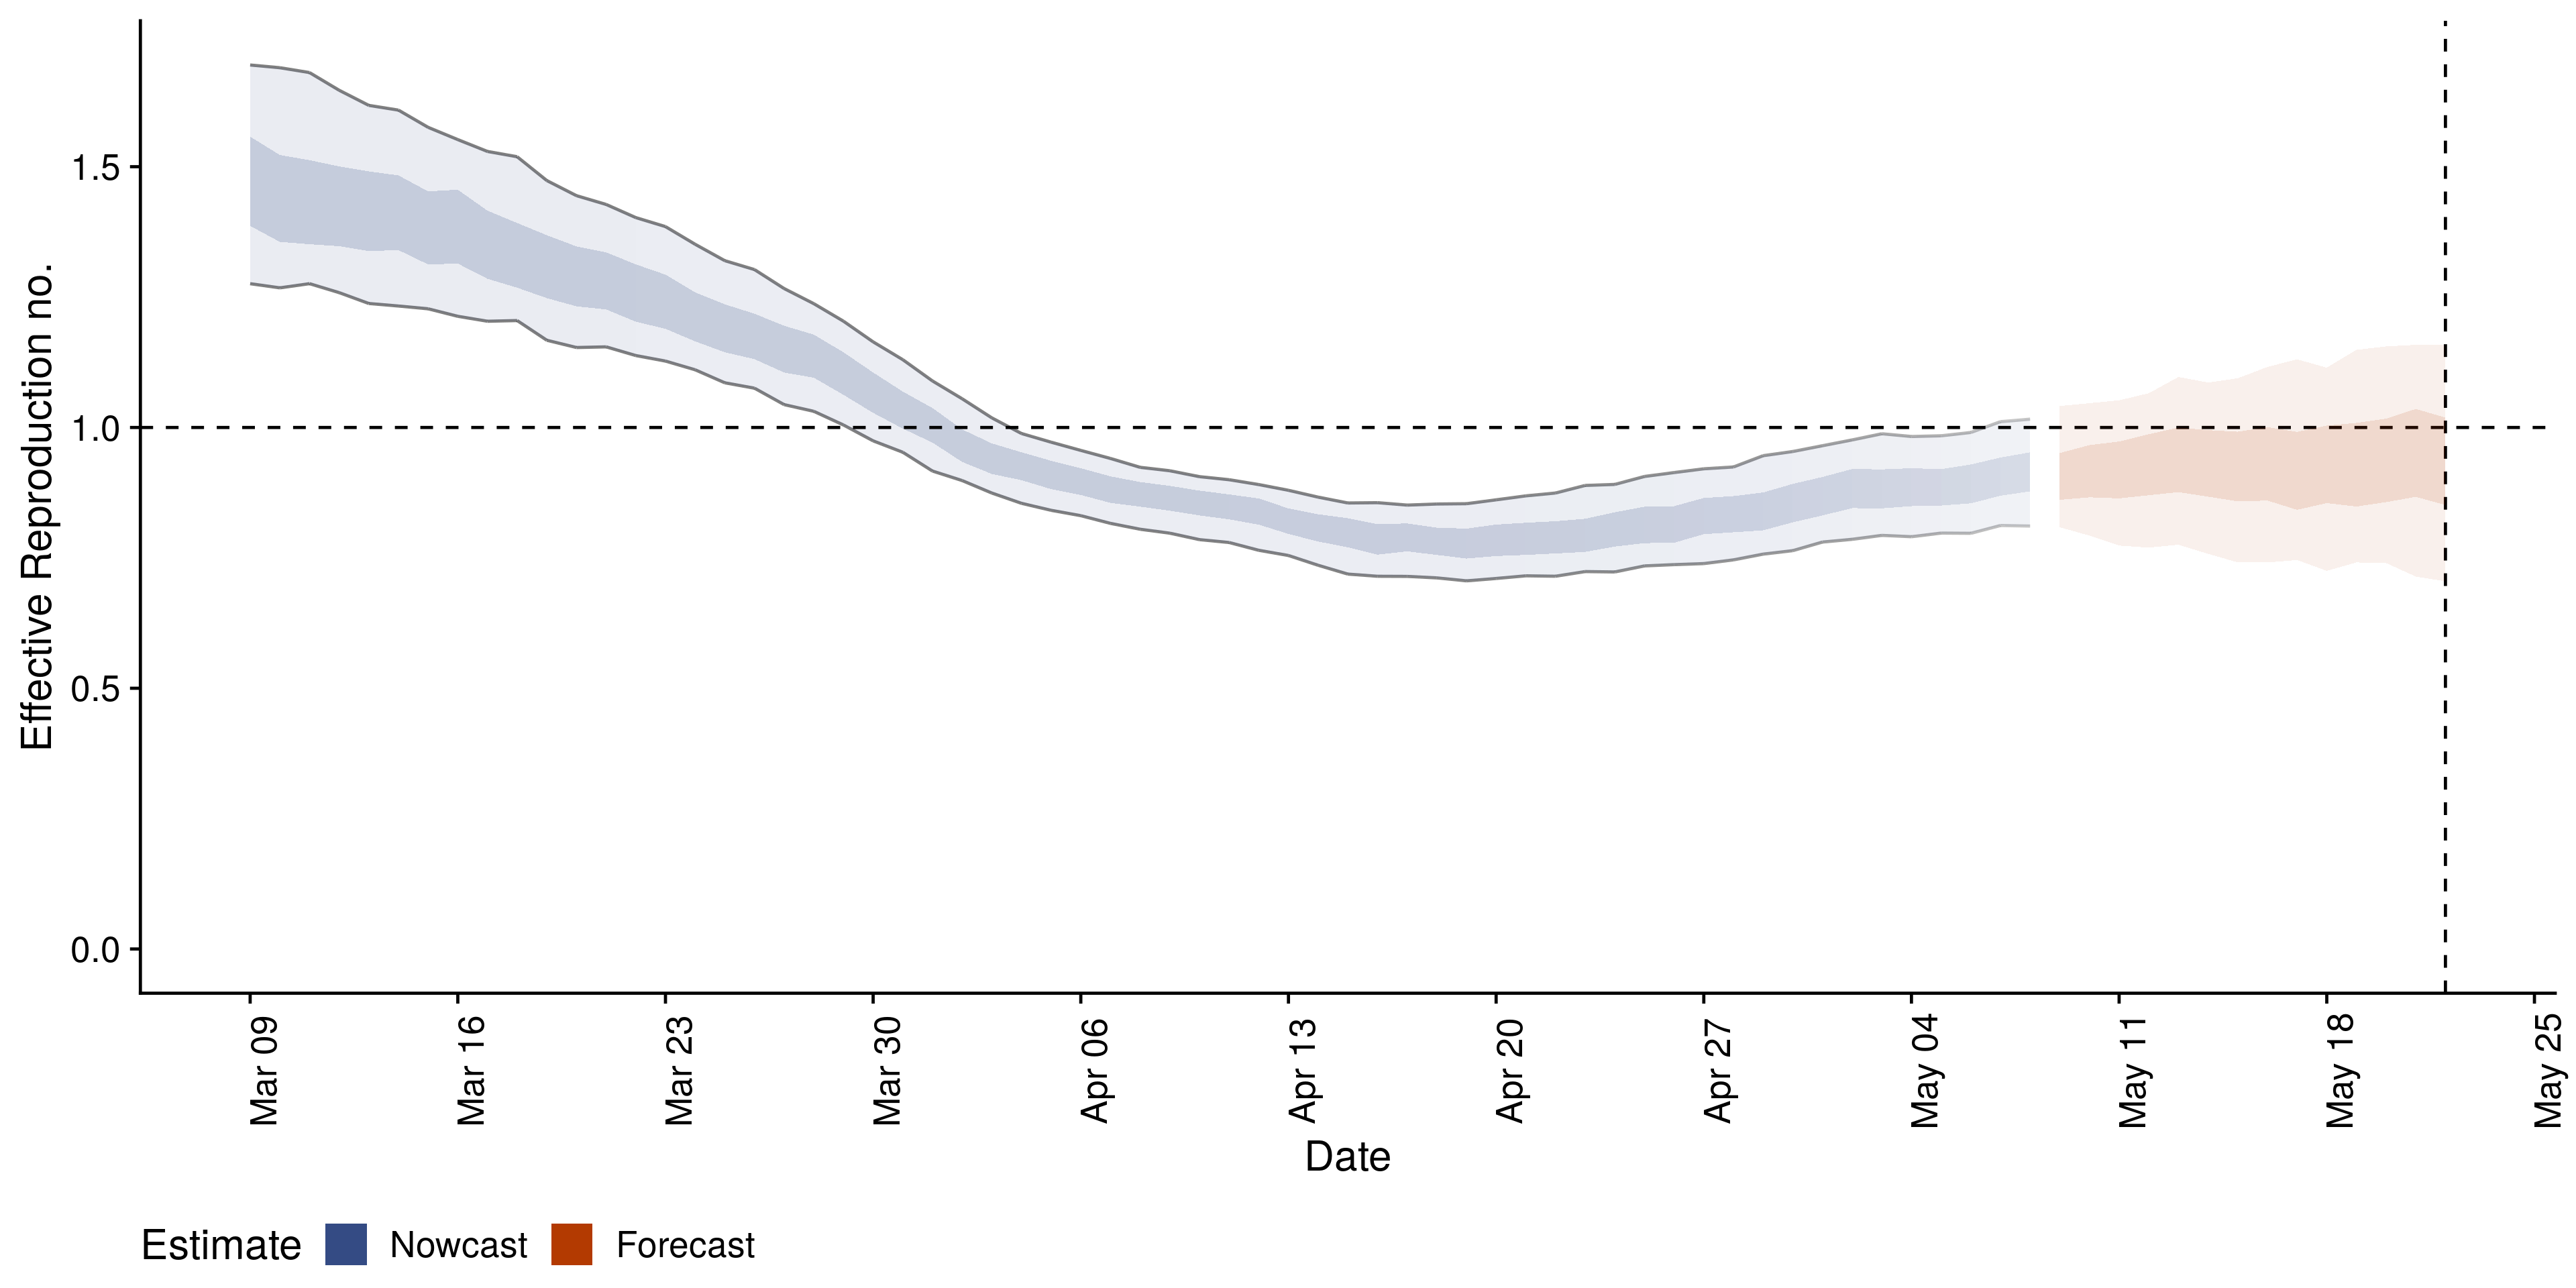 Effective Reproduction no.
1.5
1.0
0.5
0.0
Mar 09
Mar 16
Mar 23
Mar 30
Apr 06
Apr 13
Apr 20
Apr 27
May 04
May 11
May 18
May 25
Date
Estimate Nowcast Forecast